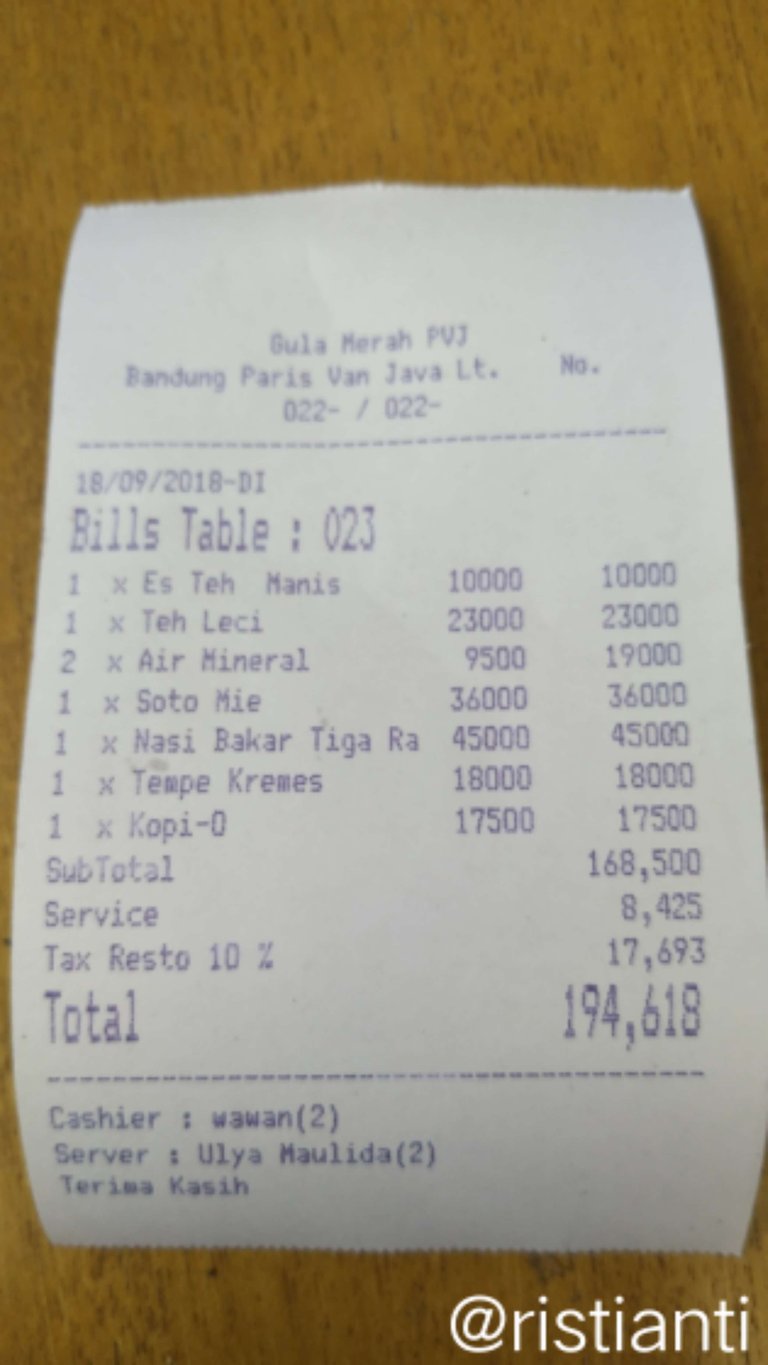 Gula Merah PVJ
Bandung Paris Van Java Lt. No.
022- / 022-
18/09/2018-DI
Bills Table : 023
1 x Es Teh Manis 10000 10000
1 x Teh Leci 23000 23000
2 x Air Mineral 9500 19000
1 x Soto Mie 36000 36000
1 x Nasi Bakar Tiga Ra 45000 45000
1 x Tempe Kremes 18000 18000
1 x Kopi-O 17500 17500
SubTotal 168,500
Service 8,425
Tax Resto 10 % 17,693
Total 194,618
Cashier : wawan(2)
Server : Ulya Maulida(2)
Terima Kasih
@ristianti